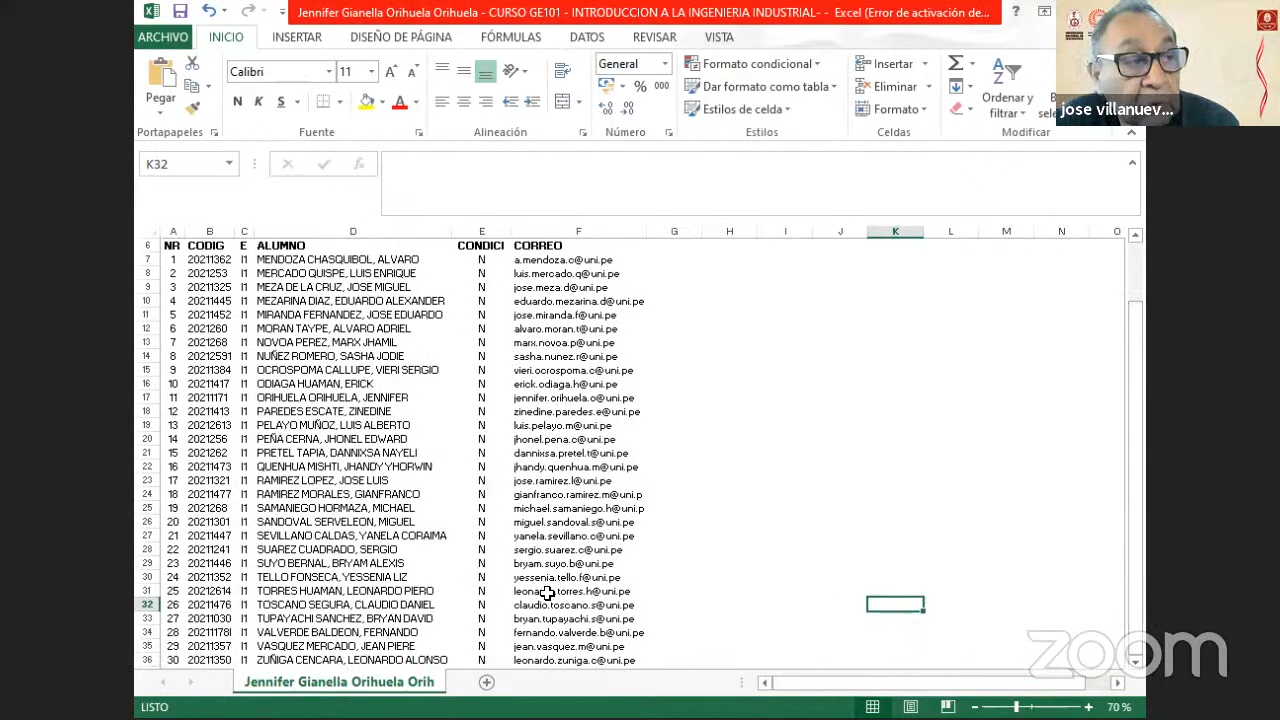 Jennifer Gianella Orihuela Orihuela - CURSO GE101 - INTRODUCCION A LA INGENIERIA INDUSTRIAL- - Excel (Error de activación de...
?
ARCHIVO INICIO INSERTAR DISEÑO DE PÁGINA FÓRMULAS DATOS REVISAR VISTA
jose villanuev...
Pegar
Calibri 11
N K S
General
% 000
Formato condicional
Dar formato como tabla
Estilos de celda
Insertar
Eliminar
Formato
Ordenar y
filtrar
Portapapeles Fuente Alineación Número Estilos Celdas Modificar
K32
A B C D E F G H I J K L M N O
6 NR CODIG E ALUMNO CONDICI CORREO
7 1 20211362 I1 MENDOZA CHASQUIBOL, ALVARO N a.mendoza.c@uni.pe
8 2 2021253 I1 MERCADO QUISPE, LUIS ENRIQUE N luis.mercado.q@uni.pe
9 3 20211325 I1 MEZA DE LA CRUZ, JOSE MIGUEL N jose.meza.d@uni.pe
10 4 20211445 I1 MEZARINA DIAZ, EDUARDO ALEXANDER N eduardo.mezarina.d@uni.pe
11 5 20211452 I1 MIRANDA FERNANDEZ, JOSE EDUARDO N jose.miranda.f@uni.pe
12 6 2021260 I1 MORAN TAYPE, ALVARO ADRIEL N alvaro.moran.t@uni.pe
13 7 2021268 I1 NOVOA PEREZ, MARX JHAMIL N marx.novoa.p@uni.pe
14 8 20212591 I1 NUÑEZ ROMERO, SASHA JODIE N sasha.nunez.r@uni.pe
15 9 20211384 I1 OCROSPOMA CALLUPE, VIERI SERGIO N vieri.ocrospoma.c@uni.pe
16 10 20211417 I1 ODIAGA HUAMAN, ERICK N erick.odiaga.h@uni.pe
17 11 20211171 I1 ORIHUELA ORIHUELA, JENNIFER N jennifer.orihuela.o@uni.pe
18 12 20211413 I1 PAREDES ESCATE, ZINEDINE N zinedine.paredes.e@uni.pe
19 13 20212613 I1 PELAYO MUÑOZ, LUIS ALBERTO N luis.pelayo.m@uni.pe
20 14 2021256 I1 PEÑA CERNA, JHONEL EDWARD N jhonel.pena.c@uni.pe
21 15 2021262 I1 PRETEL TAPIA, DANNIXSA NAYELI N dannixsa.pretel.t@uni.pe
22 16 20211473 I1 QUENHUA MISHTI, JHANDY YHORWIN N jhandy.quenhua.m@uni.pe
23 17 20211321 I1 RAMIREZ LOPEZ, JOSE LUIS N jose.ramirez.l@uni.pe
24 18 20211477 I1 RAMIREZ MORALES, GIANFRANCO N gianfranco.ramirez.m@uni.p
25 19 2021268 I1 SAMANIEGO HORMAZA, MICHAEL N michael.samaniego.h@uni.p
26 20 20211301 I1 SANDOVAL SERVELEON, MIGUEL N miguel.sandoval.s@uni.pe
27 21 20211447 I1 SEVILLANO CALDAS, YANELA CORAIMA N yanela.sevillano.c@uni.pe
28 22 20211241 I1 SUAREZ CUADRADO, SERGIO N sergio.suarez.c@uni.pe
29 23 20211446 I1 SUYO BERNAL, BRYAM ALEXIS N bryam.suyo.b@uni.pe
30 24 20211352 I1 TELLO FONSECA, YESSENIA LIZ N yessenia.tello.f@uni.pe
31 25 20212614 I1 TORRES HUAMAN, LEONARDO PIERO N torres.h@uni.pe
32 26 20211476 I1 TOSCANO SEGURA, CLAUDIO DANIEL N claudio.toscano.s@uni.pe
33 27 I1 TUPAYACHI SANCHEZ, BRYAN DAVID N bryan.tupayachi.s@uni.pe
34 28 20211178I I1 VALVERDE BALDEON, FERNANDO N fernando.valverde.b@uni.pe
35 29 20211451 I1 VASQUEZ MERCADO, JEAN PIERE N jean.vasquez.m@uni.pe
36 30 20211350 I1 ZUÑIGA CENCARA, LEONARDO ALONSO N leonardo.zuniga.c@uni.pe
zoom
Jennifer Gianella Orihuela Orih
LISTO 70 %